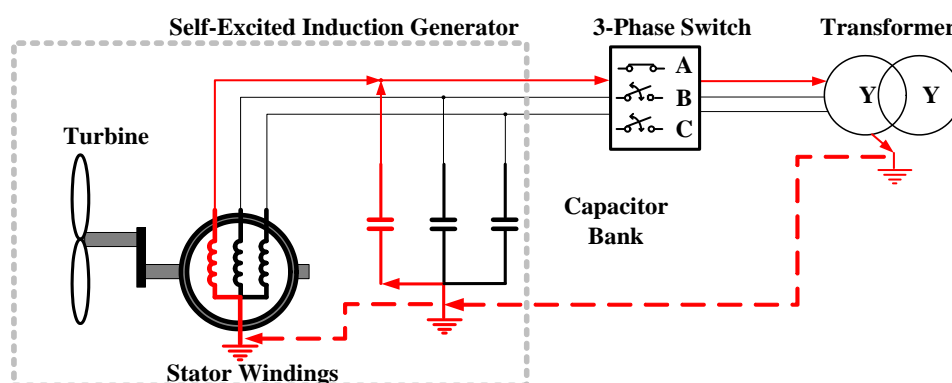 Self-Excited Induction Generator
3-Phase Switch
Transformer
A
B
C
Y
Y
Turbine
Capacitor
Bank
Stator Windings